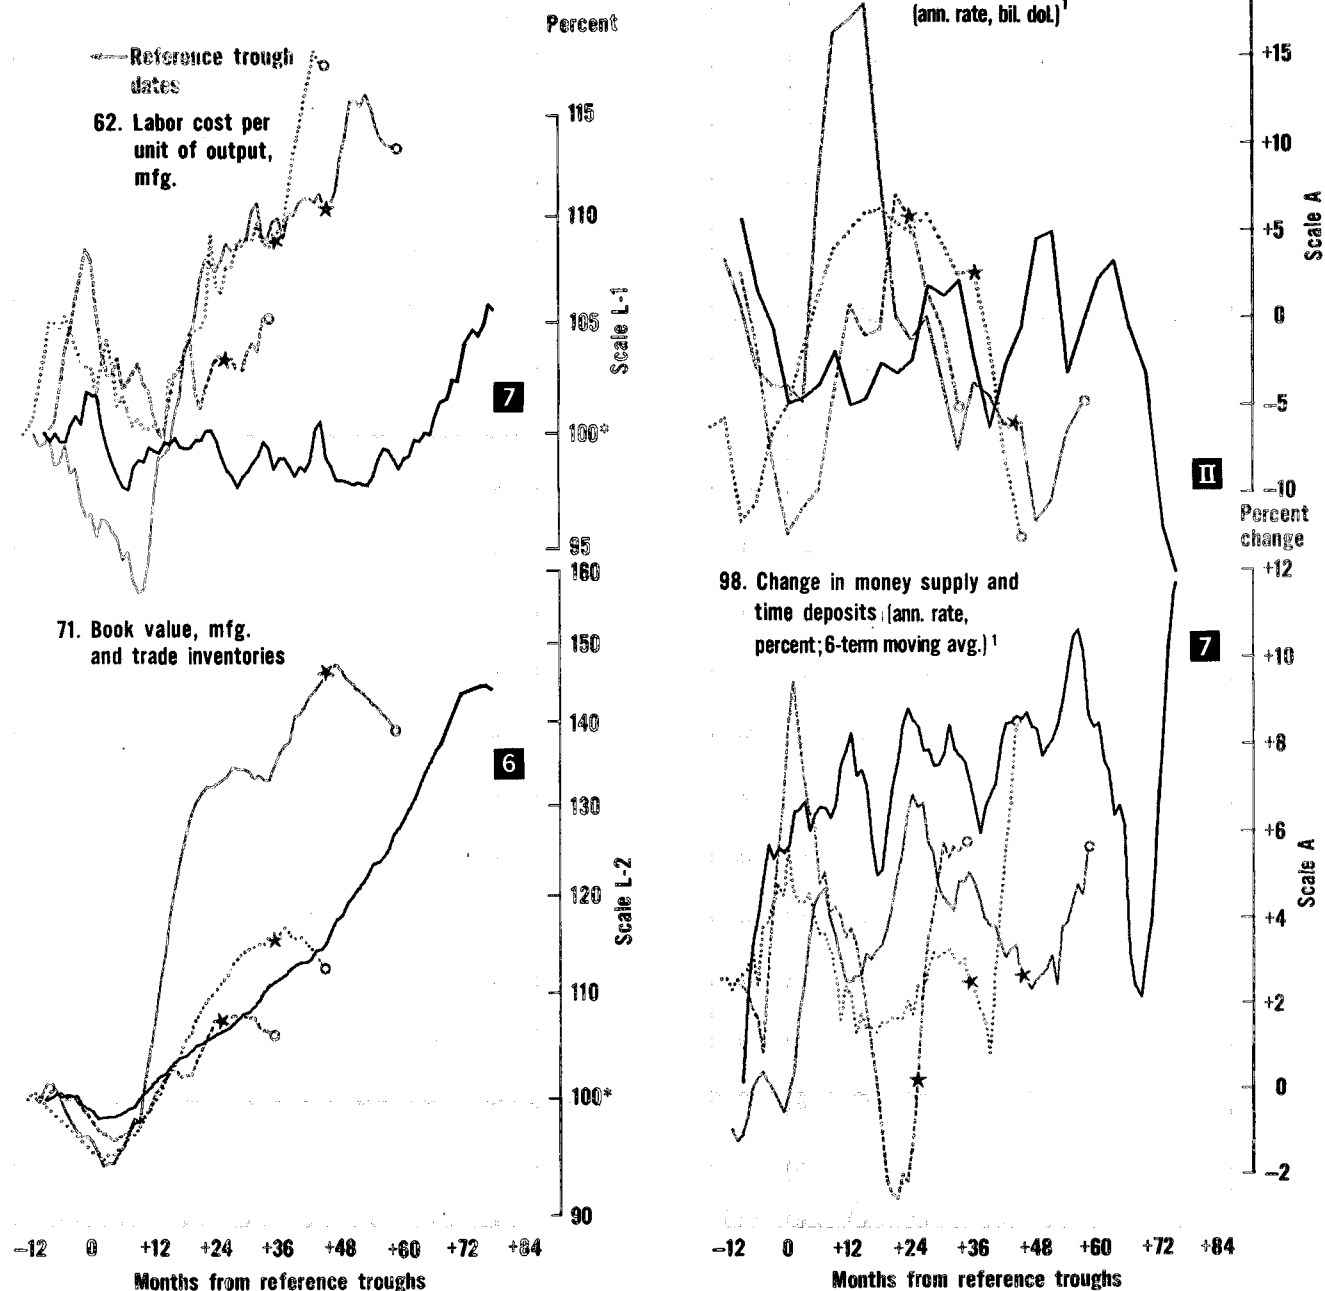 Percent
Reference trough
dates
62. Labor cost per
unit of output,
mfg.
115
110
105
100*
95
Scale L-1
7
160
71. Book value, mfg.
and trade inventories
150
140
130
120
110
100*
90
Scale L-2
6
-12 0 +12 +24 +36 +48 +60 +72 +84
Months from reference troughs
(ann. rate, bil. dol.)¹
+15
+10
+5
0
-5
-10
Scale A
II
Percent
change
98. Change in money supply and
time deposits (ann. rate,
percent; 6-term moving avg.)¹
+12
7
+10
+8
+6
+4
+2
0
-2
Scale A
-12 0 +12 +24 +36 +48 +60 +72 +84
Months from reference troughs